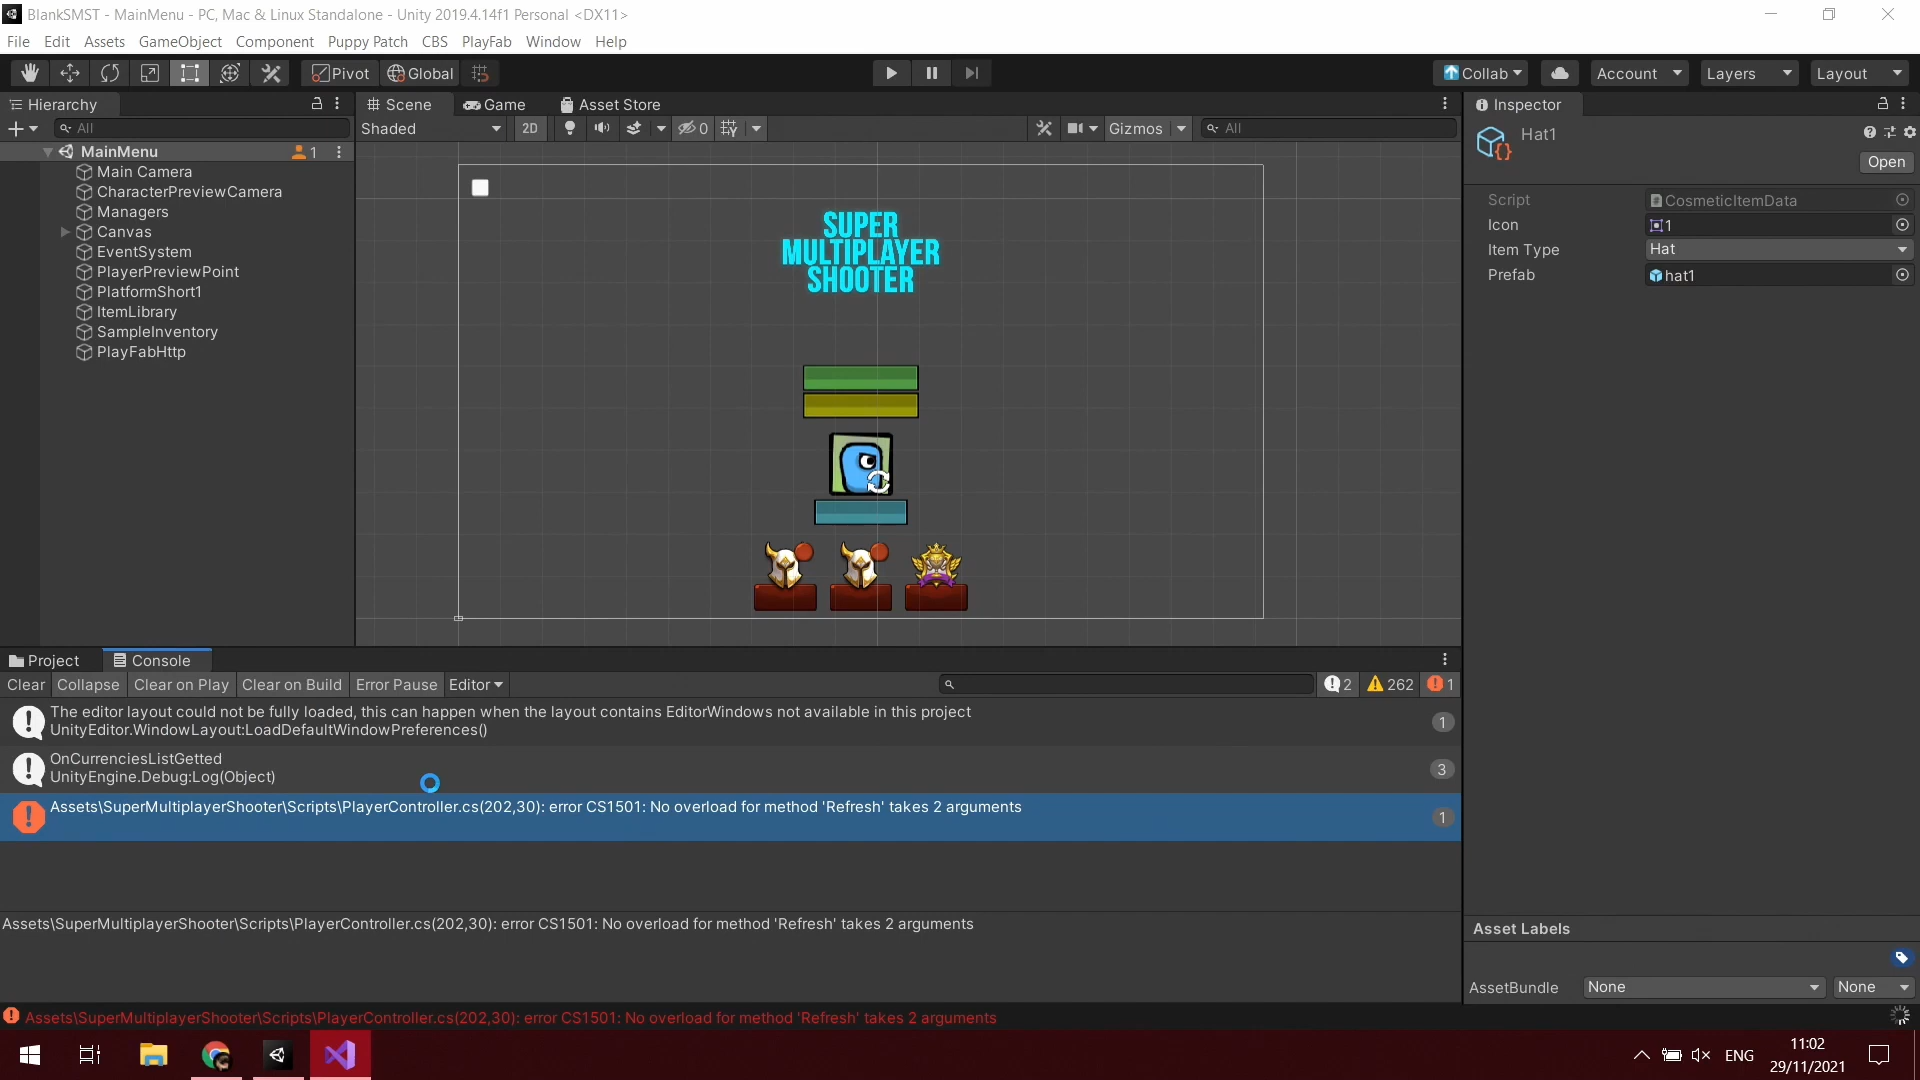 BlankSMST - MainMenu - PC, Mac & Linux Standalone - Unity 2019.4.14f1 Personal <DX11>
File Edit Assets GameObject Component Puppy Patch CBS PlayFab Window Help
Pivot Global Collab Account Layers Layout
Hierarchy Scene Game Asset Store Inspector
All Shaded 2D 0 Gizmos All
Hat1
Open
MainMenu 1
Main Camera
CharacterPreviewCamera
Managers
Canvas
EventSystem
PlayerPreviewPoint
PlatformShort1
ItemLibrary
SampleInventory
PlayFabHttp
SUPER
MULTIPLAYER
SHOOTER
Script CosmeticItemData
Icon 1
Item Type Hat
Prefab hat1
Project Console
Clear Collapse Clear on Play Clear on Build Error Pause Editor 2 262 1
The editor layout could not be fully loaded, this can happen when the layout contains EditorWindows not available in this project
UnityEditor.WindowLayout:LoadDefaultWindowPreferences()
1
OnCurrenciesListGetted
UnityEngine.Debug:Log(Object)
3
Assets\SuperMultiplayerShooter\Scripts\PlayerController.cs(202,30): error CS1501: No overload for method 'Refresh' takes 2 arguments
1
Assets\SuperMultiplayerShooter\Scripts\PlayerController.cs(202,30): error CS1501: No overload for method 'Refresh' takes 2 arguments
Asset Labels
AssetBundle None None
Assets\SuperMultiplayerShooter\Scripts\PlayerController.cs(202,30): error CS1501: No overload for method 'Refresh' takes 2 arguments
ENG
11:02
29/11/2021